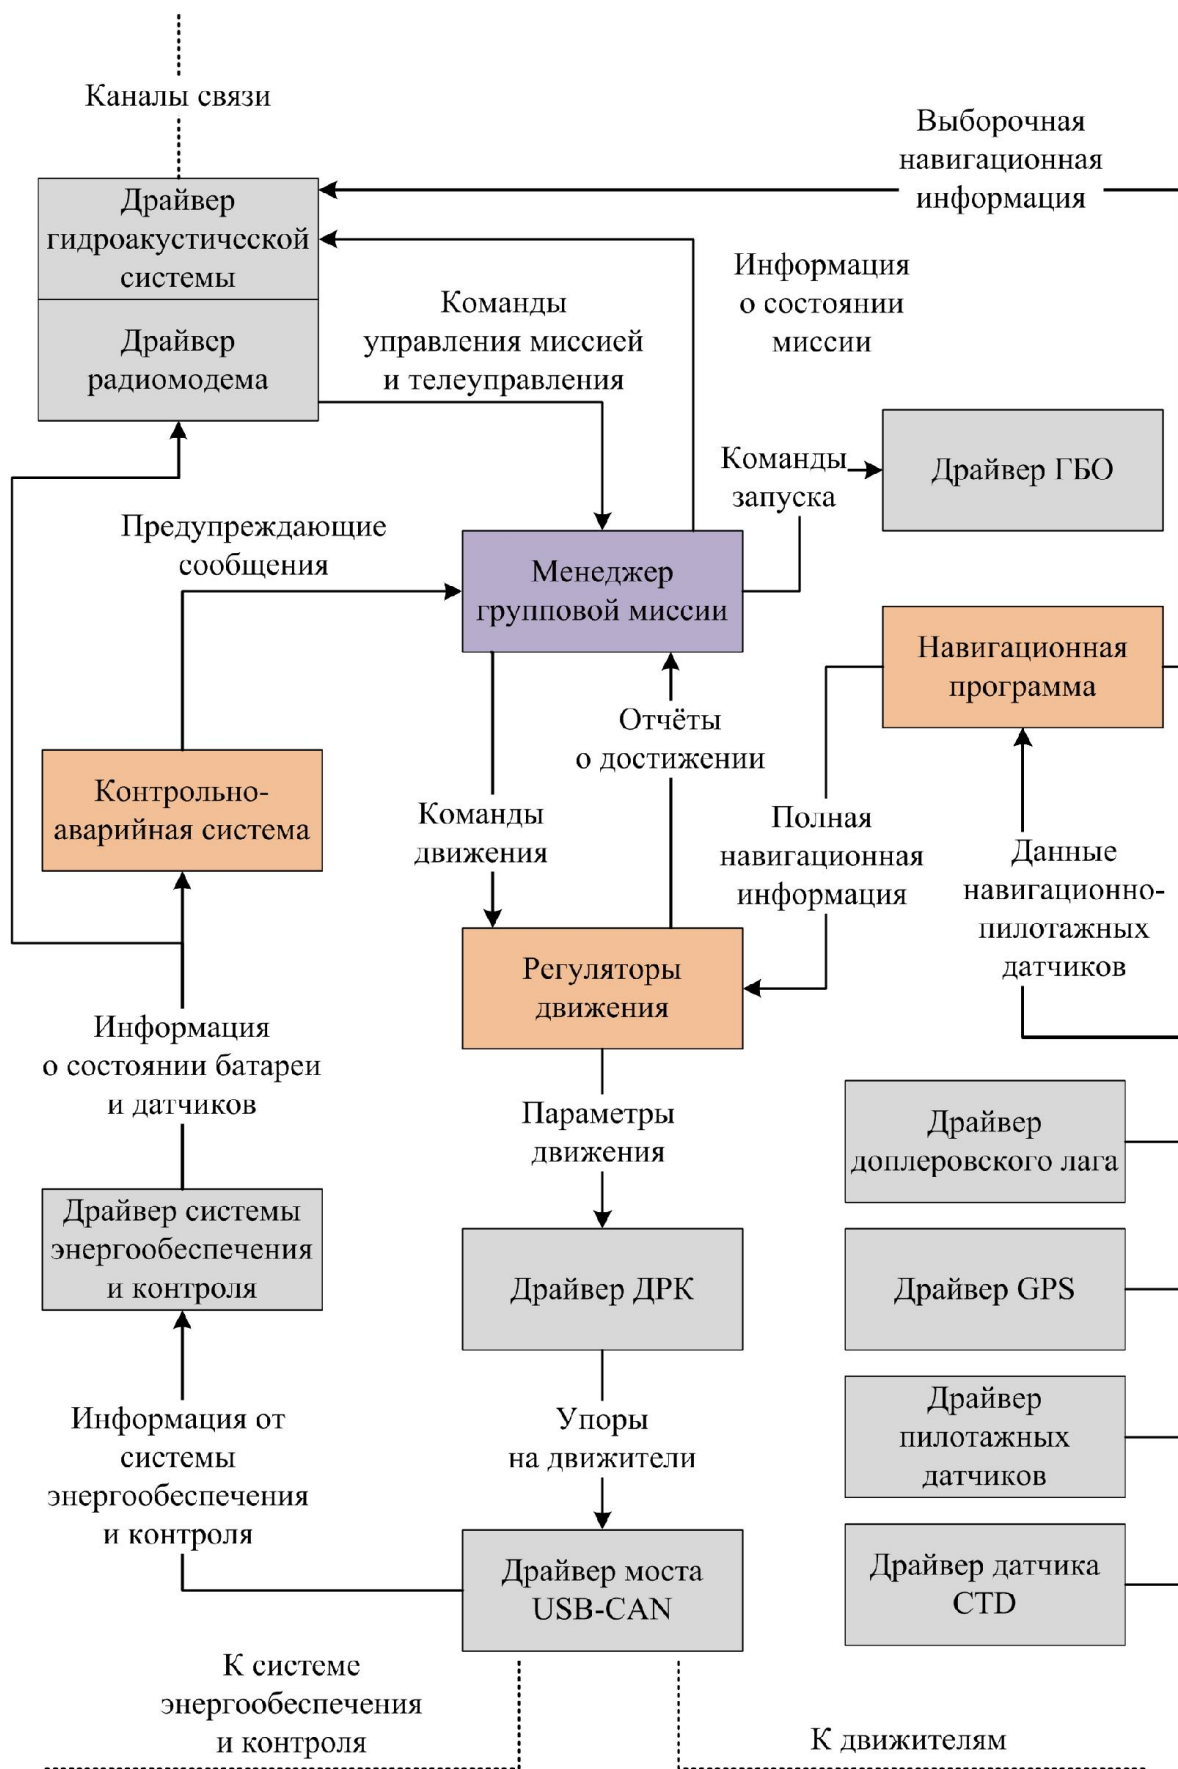 Каналы связи
Выборочная
навигационная
информация
Драйвер
гидроакустической
системы
Информация
о состоянии
миссии
Команды
управления миссией
и телеуправления
Драйвер
радиомодема
Команды
запуска
Драйвер ГБО
Предупреждающие
сообщения
Менеджер
групповой миссии
Навигационная
программа
Отчёты
о достижении
Контрольно-
аварийная система
Команды
движения
Полная
навигационная
информация
Данные
навигационно-
пилотажных
датчиков
Регуляторы
движения
Информация
о состоянии батареи
и датчиков
Параметры
движения
Драйвер
доплеровского лага
Драйвер системы
энергообеспечения
и контроля
Драйвер ДРК
Драйвер GPS
Информация от
системы
энергообеспечения
и контроля
Упоры
на движители
Драйвер
пилотажных
датчиков
Драйвер моста
USB-CAN
Драйвер датчика
CTD
К системе
энергообеспечения
и контроля
К движителям